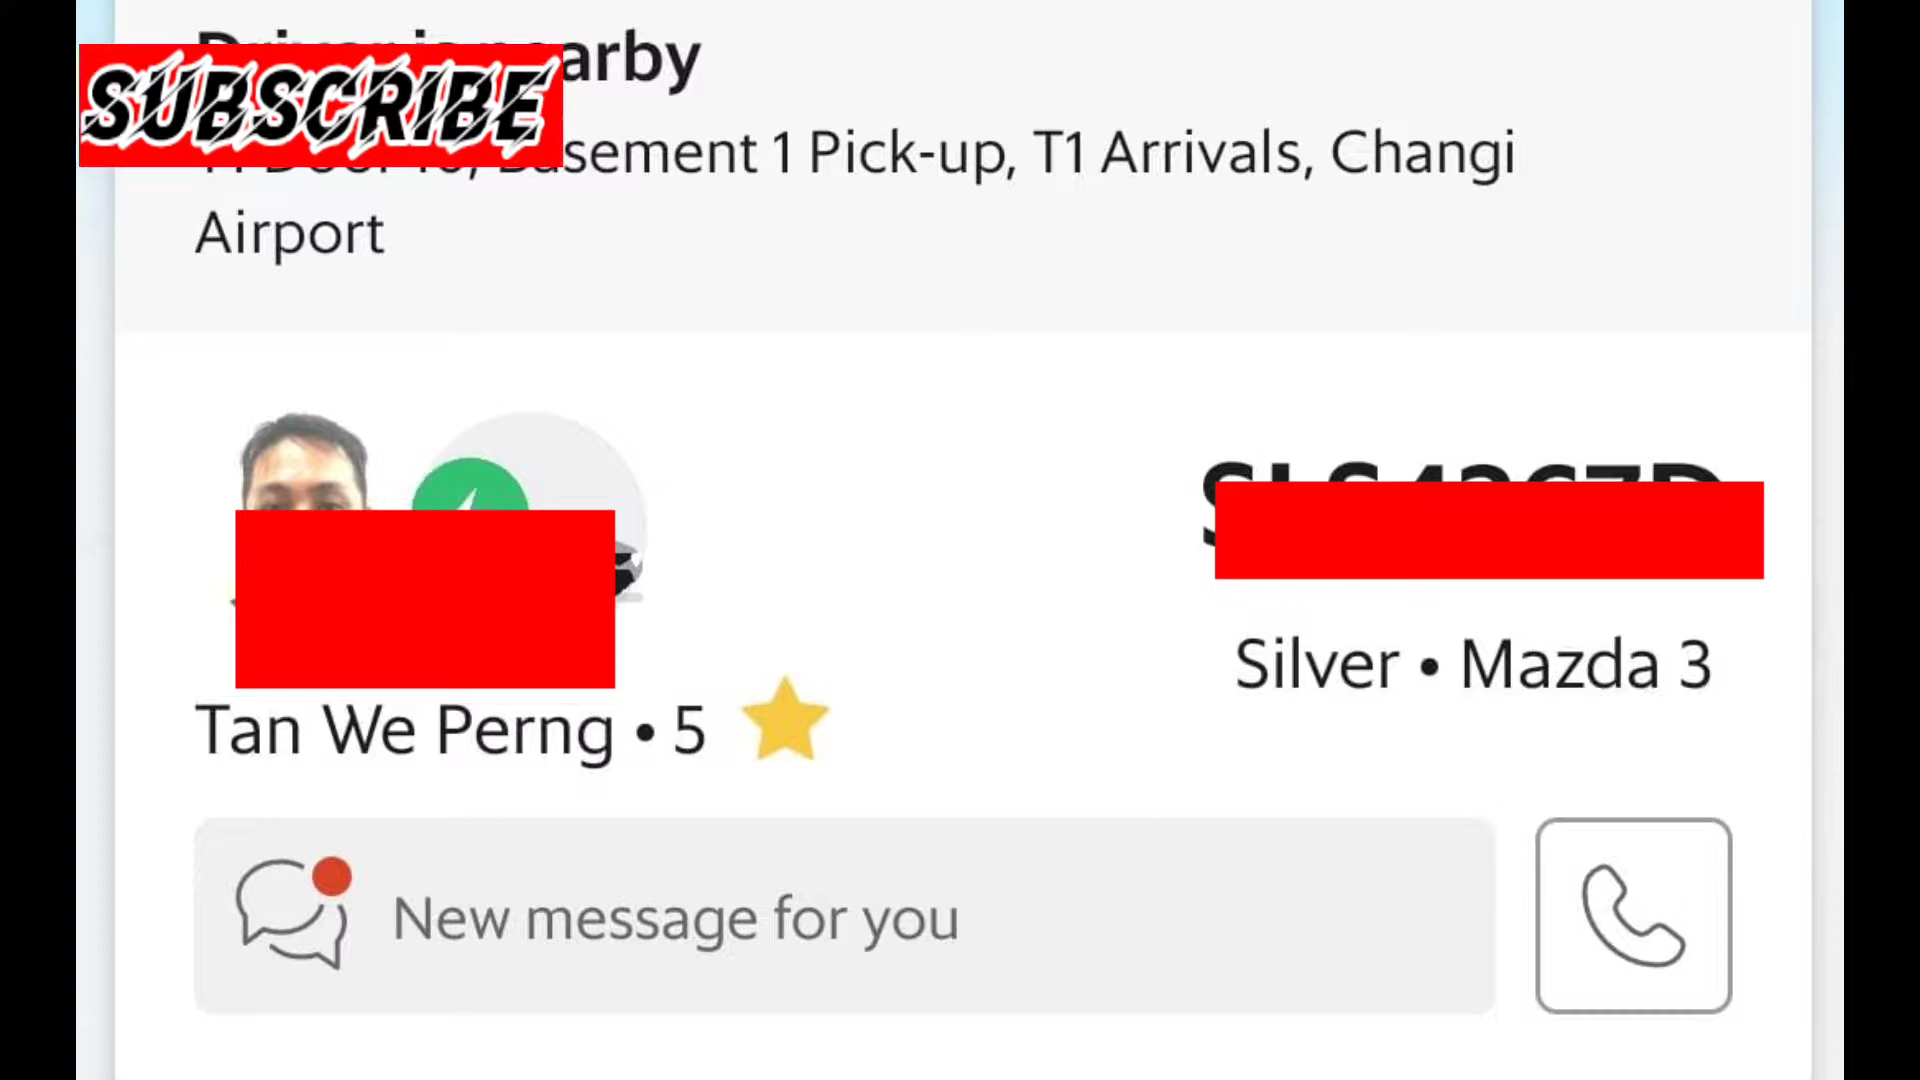 SUBSCRIBE
arby
sement 1 Pick-up, T1 Arrivals, Changi
Airport
Silver • Mazda 3
Tan We Perng • 5
New message for you